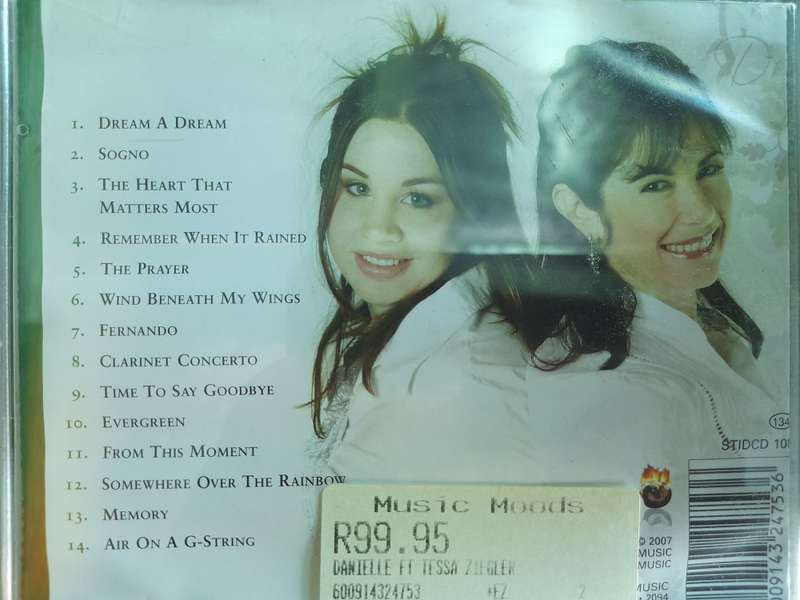 1. DREAM A DREAM
2. SOGNO
3. THE HEART THAT
MATTERS MOST
4. REMEMBER WHEN IT RAINED
5. THE PRAYER
6. WIND BENEATH MY WINGS
7. FERNANDO
8. CLARINET CONCERTO
9. TIME TO SAY GOODBYE
10. EVERGREEN
11. FROM THIS MOMENT
12. SOMEWHERE OVER THE RAINBOW
13. MEMORY
14. AIR ON A G-STRING
Music Moods
R99.95
DANIELLE FT TESSA ZIEGLER
600914324753
134
STIDCD
© 2007
MUSIC
MUSIC
MUSIC
2094
009143 247536